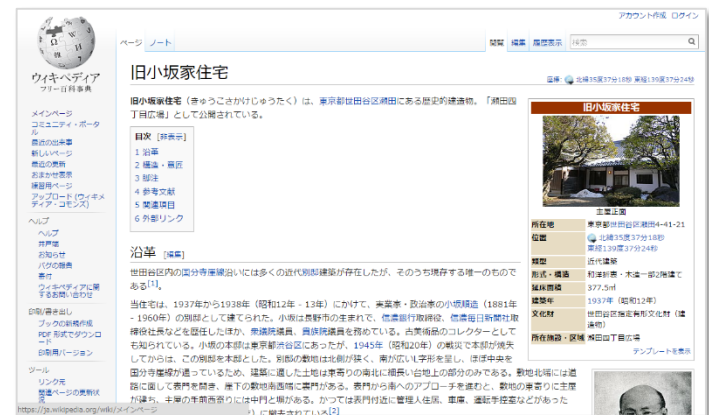 アカウント作成 ログイン
ページ ノート 閲覧 編集 履歴表示 検索
ウィキペディア
フリー百科事典
メインページ
コミュニティ・ポータ
ル
最近の出来事
新しいページ
最近の更新
おまかせ表示
練習用ページ
アップロード (ウィキメ
ディア・コモンズ)
ヘルプ
ヘルプ
井戸端
お知らせ
バグの報告
寄付
ウィキペディアに関
するお問い合わせ
印刷/書き出し
ブックの新規作成
PDF 形式でダウンロ
ード
印刷用バージョン
ツール
リンク元
関連ページの更新状
況
https://ja.wikipedia.org/wiki/メインページ
旧小坂家住宅
座標: 北緯35度37分18秒 東経139度37分24秒
旧小坂家住宅（きゅうこさかけじゅうたく）は、東京都世田谷区瀬田にある歴史的建造物。「瀬田四
丁目広場」として公開されている。
目次 [非表示]
1 沿革
2 構造・意匠
3 脚注
4 参考文献
5 関連項目
6 外部リンク
沿革 [編集]
世田谷区内の国分寺崖線沿いには多くの近代別邸建築が存在したが、そのうち現存する唯一のもので
ある[1]。
当住宅は、1937年から1938年（昭和12年 - 13年）にかけて、実業家・政治家の小坂順造（1881年
- 1960年）の別邸として建てられた。小坂は長野市の生まれで、信濃銀行取締役、信濃毎日新聞社取
締役社長などを歴任したほか、衆議院議員、貴族院議員を務めている。古美術品のコレクターとして
も知られている。小坂の本邸は東京都渋谷区にあったが、1945年（昭和20年）の戦災で本邸が焼失
してからは、この別邸を本邸とした。別邸の敷地は北側が狭く、南が広いL字形を呈し、ほぼ中央を
国分寺崖線が通っているため、建築に適した土地は東寄りの南北に細長い台地上の部分のみである。敷地北端には道
路に面して表門を開き、崖下の敷地南西端に裏門がある。表門から南へのアプローチを進むと、敷地の東寄りに主屋
が建ち、主屋の手前西寄りには中門と塀がある。かつては表門付近に管理人住居、車庫、運転手控室などがあった
に開主されている[2]
旧小坂家住宅
主屋正面
所在地 東京都世田谷区瀬田4-41-21
位置 北緯35度37分18秒
東経139度37分24秒
類型 近代建築
形式・構造 和洋折衷・木造一部2階建て
延床面積 377.5㎡
建築年 1937年（昭和12年）
文化財 世田谷区指定有形文化財（建
造物）
所在施設・区域 瀬田四丁目広場
テンプレートを表示